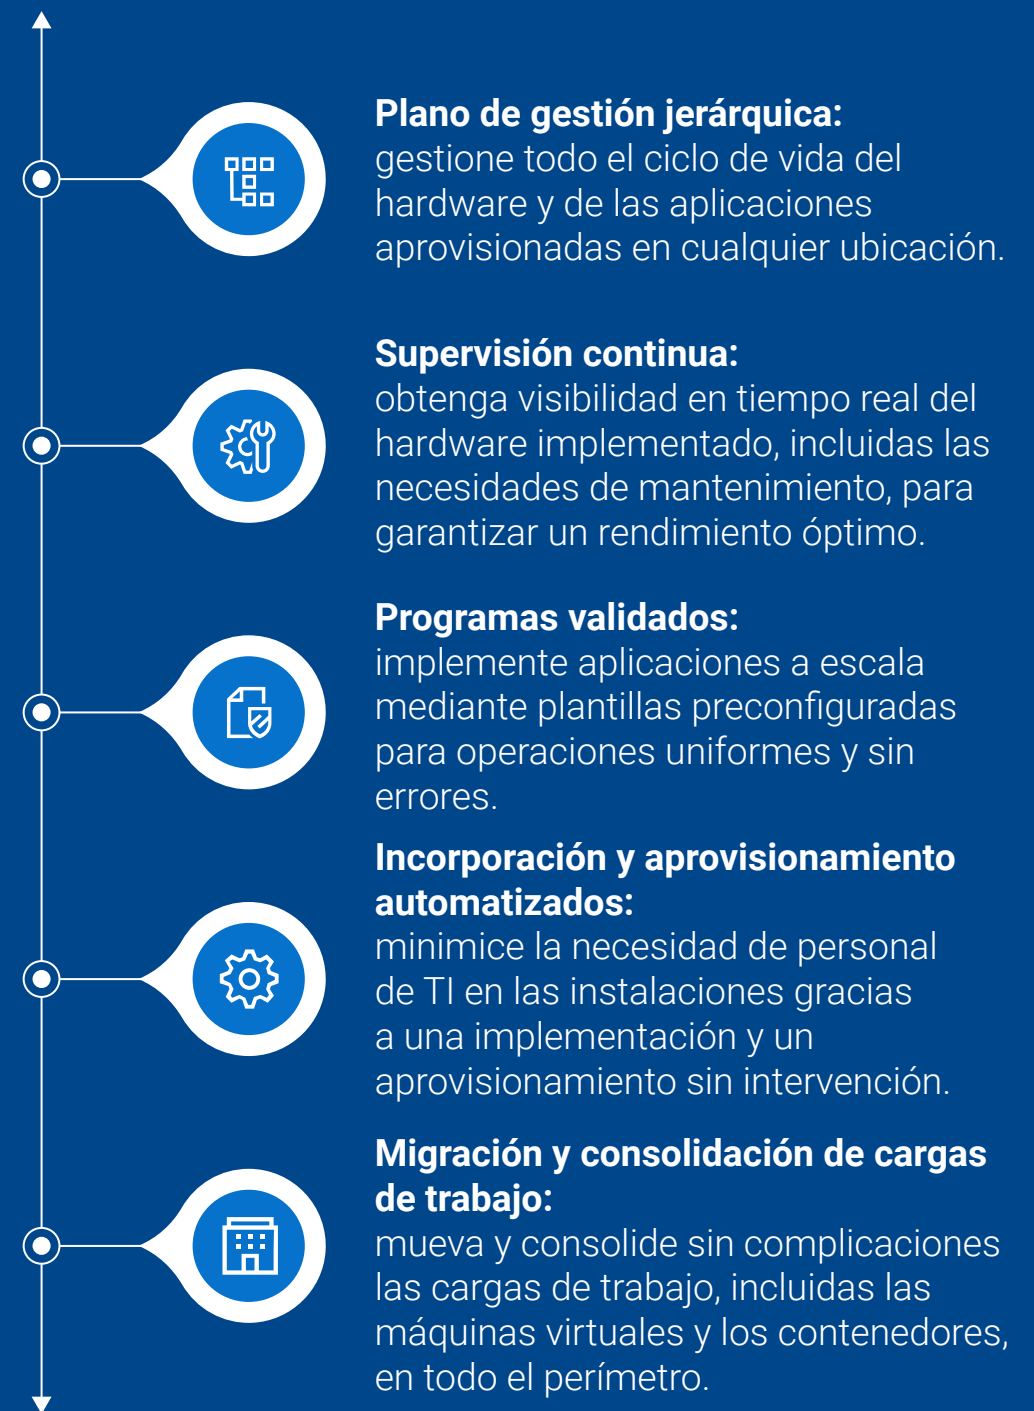 Plano de gestión jerárquica:
gestione todo el ciclo de vida del
hardware y de las aplicaciones
aprovisionadas en cualquier ubicación.
Supervisión continua:
obtenga visibilidad en tiempo real del
hardware implementado, incluidas las
necesidades de mantenimiento, para
garantizar un rendimiento óptimo.
Programas validados:
implemente aplicaciones a escala
mediante plantillas preconfiguradas
para operaciones uniformes y sin
errores.
Incorporación y aprovisionamiento
automatizados:
minimice la necesidad de personal
de TI en las instalaciones gracias
a una implementación y un
aprovisionamiento sin intervención.
Migración y consolidación de cargas
de trabajo:
mueva y consolide sin complicaciones
las cargas de trabajo, incluidas las
máquinas virtuales y los contenedores,
en todo el perímetro.